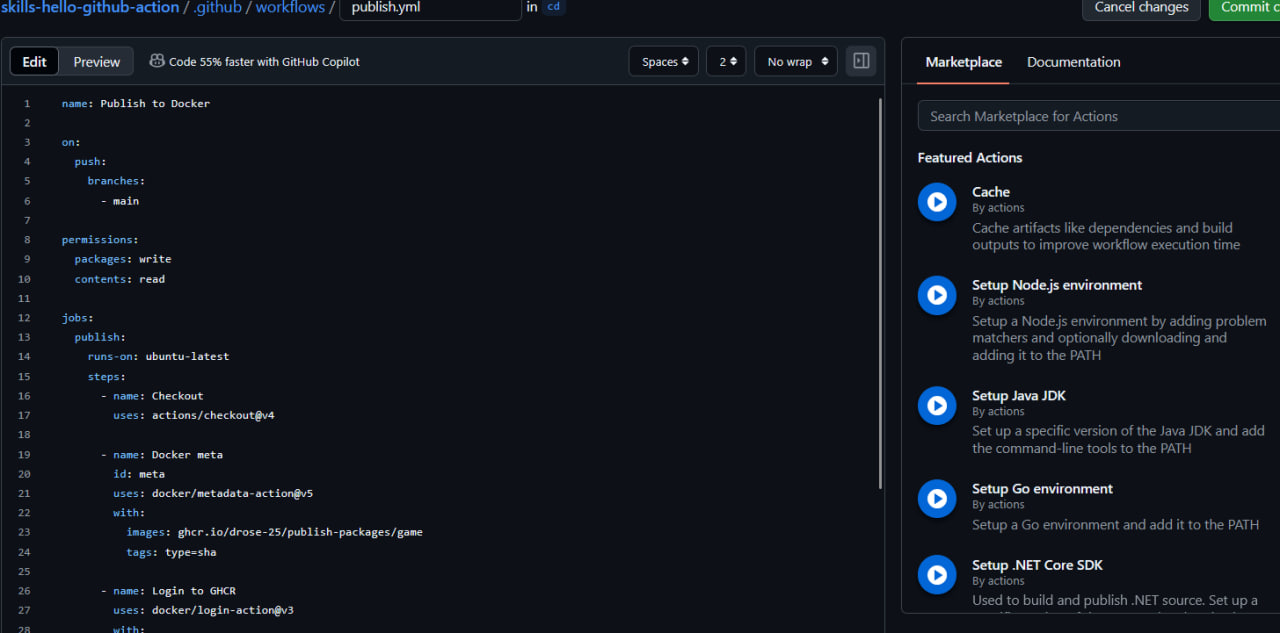 skills-hello-github-action / .github / workflows / publish.yml in cd
Cancel changes
Commit c
Edit Preview Code 55% faster with GitHub Copilot Spaces 2 No wrap
1 name: Publish to Docker
2
3 on:
4 push:
5 branches:
6 - main
7
8 permissions:
9 packages: write
10 contents: read
11
12 jobs:
13 publish:
14 runs-on: ubuntu-latest
15 steps:
16 - name: Checkout
17 uses: actions/checkout@v4
18
19 - name: Docker meta
20 id: meta
21 uses: docker/metadata-action@v5
22 with:
23 images: ghcr.io/drose-25/publish-packages/game
24 tags: type=sha
25
26 - name: Login to GHCR
27 uses: docker/login-action@v3
28 with:
Marketplace Documentation
Search Marketplace for Actions
Featured Actions
Cache
By actions
Cache artifacts like dependencies and build
outputs to improve workflow execution time
Setup Node.js environment
By actions
Setup a Node.js environment by adding problem
matchers and optionally downloading and
adding it to the PATH
Setup Java JDK
By actions
Set up a specific version of the Java JDK and add
the command-line tools to the PATH
Setup Go environment
By actions
Setup a Go environment and add it to the PATH
Setup .NET Core SDK
By actions
Used to build and publish .NET source. Set up a